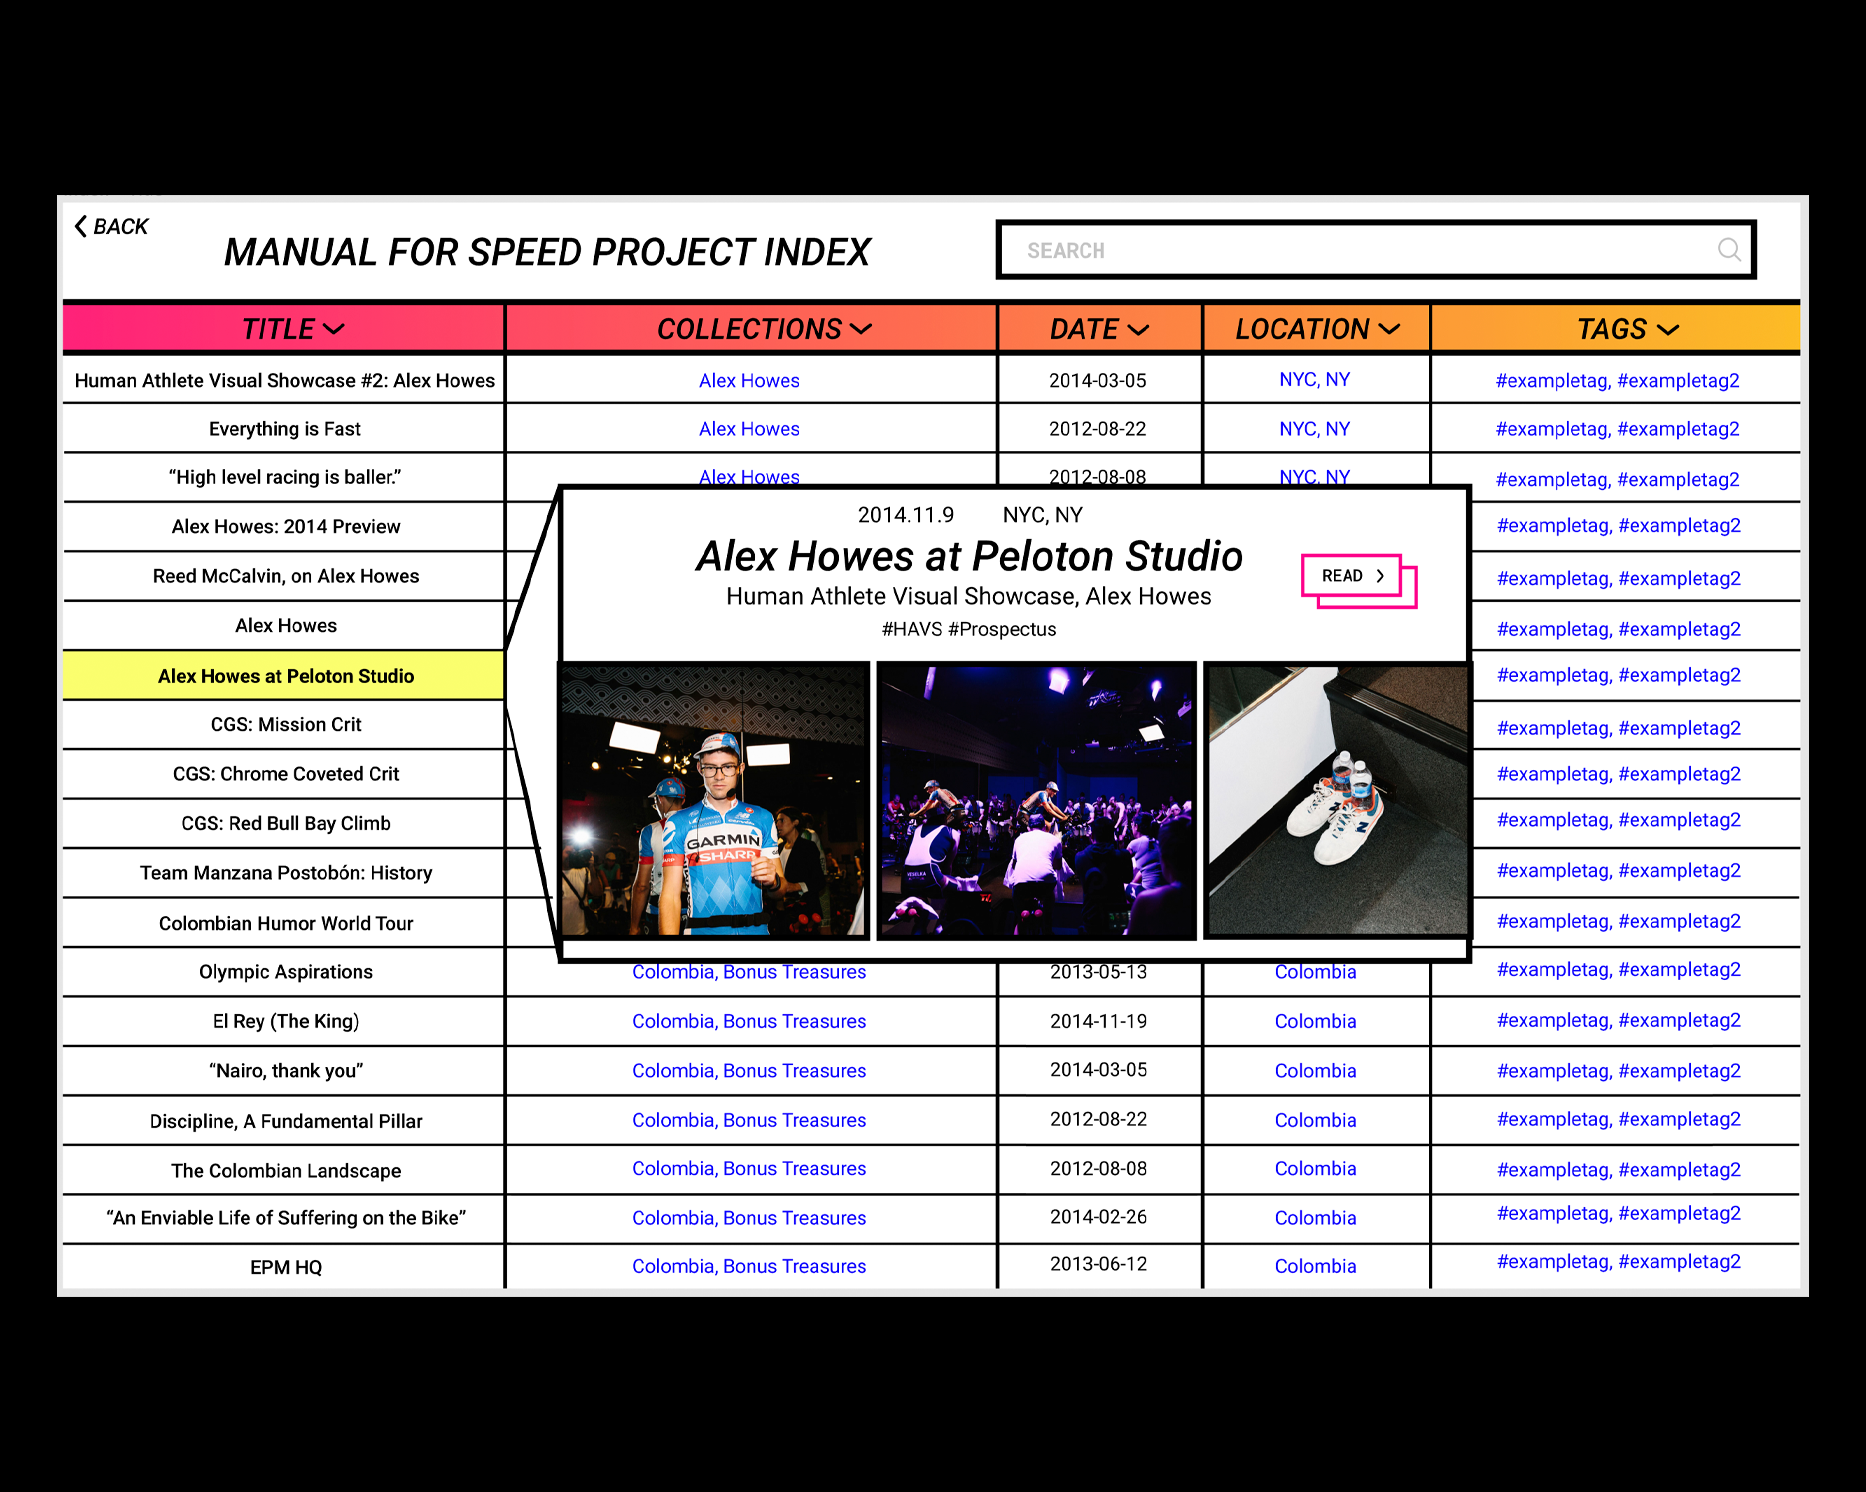 BACK
MANUAL FOR SPEED PROJECT INDEX
SEARCH
TITLE COLLECTIONS DATE LOCATION TAGS
Human Athlete Visual Showcase #2: Alex Howes Alex Howes 2014-03-05 NYC, NY #exampletag, #exampletag2
Everything is Fast Alex Howes 2012-08-22 NYC, NY #exampletag, #exampletag2
“High level racing is baller.” Alex Howes 2012-08-08 NYC, NY #exampletag, #exampletag2
Alex Howes: 2014 Preview #exampletag, #exampletag2
Reed McCalvin, on Alex Howes #exampletag, #exampletag2
Alex Howes #exampletag, #exampletag2
Alex Howes at Peloton Studio #exampletag, #exampletag2
CGS: Mission Crit #exampletag, #exampletag2
CGS: Chrome Coveted Crit #exampletag, #exampletag2
CGS: Red Bull Bay Climb #exampletag, #exampletag2
Team Manzana Postobón: History #exampletag, #exampletag2
Colombian Humor World Tour #exampletag, #exampletag2
2014.11.9 NYC, NY
Alex Howes at Peloton Studio
Human Athlete Visual Showcase, Alex Howes
#HAVS #Prospectus
READ
GARMIN
SHARP
N
Olympic Aspirations Colombia, Bonus Treasures 2013-05-13 Colombia #exampletag, #exampletag2
El Rey (The King) Colombia, Bonus Treasures 2014-11-19 Colombia #exampletag, #exampletag2
“Nairo, thank you” Colombia, Bonus Treasures 2014-03-05 Colombia #exampletag, #exampletag2
Discipline, A Fundamental Pillar Colombia, Bonus Treasures 2012-08-22 Colombia #exampletag, #exampletag2
The Colombian Landscape Colombia, Bonus Treasures 2012-08-08 Colombia #exampletag, #exampletag2
“An Enviable Life of Suffering on the Bike” Colombia, Bonus Treasures 2014-02-26 Colombia #exampletag, #exampletag2
EPM HQ Colombia, Bonus Treasures 2013-06-12 Colombia #exampletag, #exampletag2